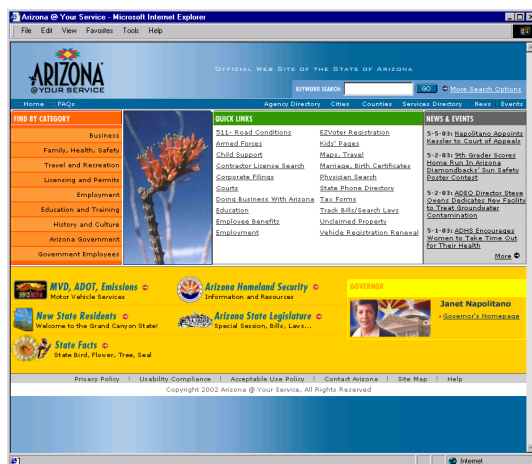 Arizona @ Your Service - Microsoft Internet Explorer
File Edit View Favorites Tools Help
ARIZONA
@YOUR SERVICE
Official Web Site of the State of Arizona
KEYWORD SEARCH: GO More Search Options
:: Home :: FAQs
Agency Directory Cities Counties Services Directory News Events
FIND BY CATEGORY
Business
Family, Health, Safety
Travel and Recreation
Licensing and Permits
Employment
Education and Training
History and Culture
Arizona Government
Government Employees
QUICK LINKS
511- Road Conditions
Armed Forces
Child Support
Contractor License Search
Corporate Filings
Courts
Doing Business With Arizona
Education
Employee Benefits
Employment
EZVoter Registration
Kids' Pages
Maps, Travel
Marriage, Birth Certificates
Physician Search
State Phone Directory
Tax Forms
Track Bills/Search Laws
Unclaimed Property
Vehicle Registration Renewal
NEWS & EVENTS
5-5-03: Napolitano Appoints
Kessler to Court of Appeals
5-2-03: 9th Grader Scores
Home Run In Arizona
Diamondbacks' Sun Safety
Poster Contest
5-2-03: ADEQ Director Steve
Owens Dedicates New Facility
to Treat Groundwater
Contamination
5-1-03: ADHS Encourages
Women to Take Time Out
for Their Health
More
MVD, ADOT, Emissions
Motor Vehicle Services
New State Residents
Welcome to the Grand Canyon State!
State Facts
State Bird, Flower, Tree, Seal
Arizona Homeland Security
Information and Resources
Arizona State Legislature
Special Session, Bills, Laws...
GOVERNOR
Janet Napolitano
Governor's Homepage
Privacy Policy | Usability Compliance | Acceptable Use Policy | Contact Arizona | Site Map | Help
Copyright 2002 Arizona @ Your Service, All Rights Reserved
Internet